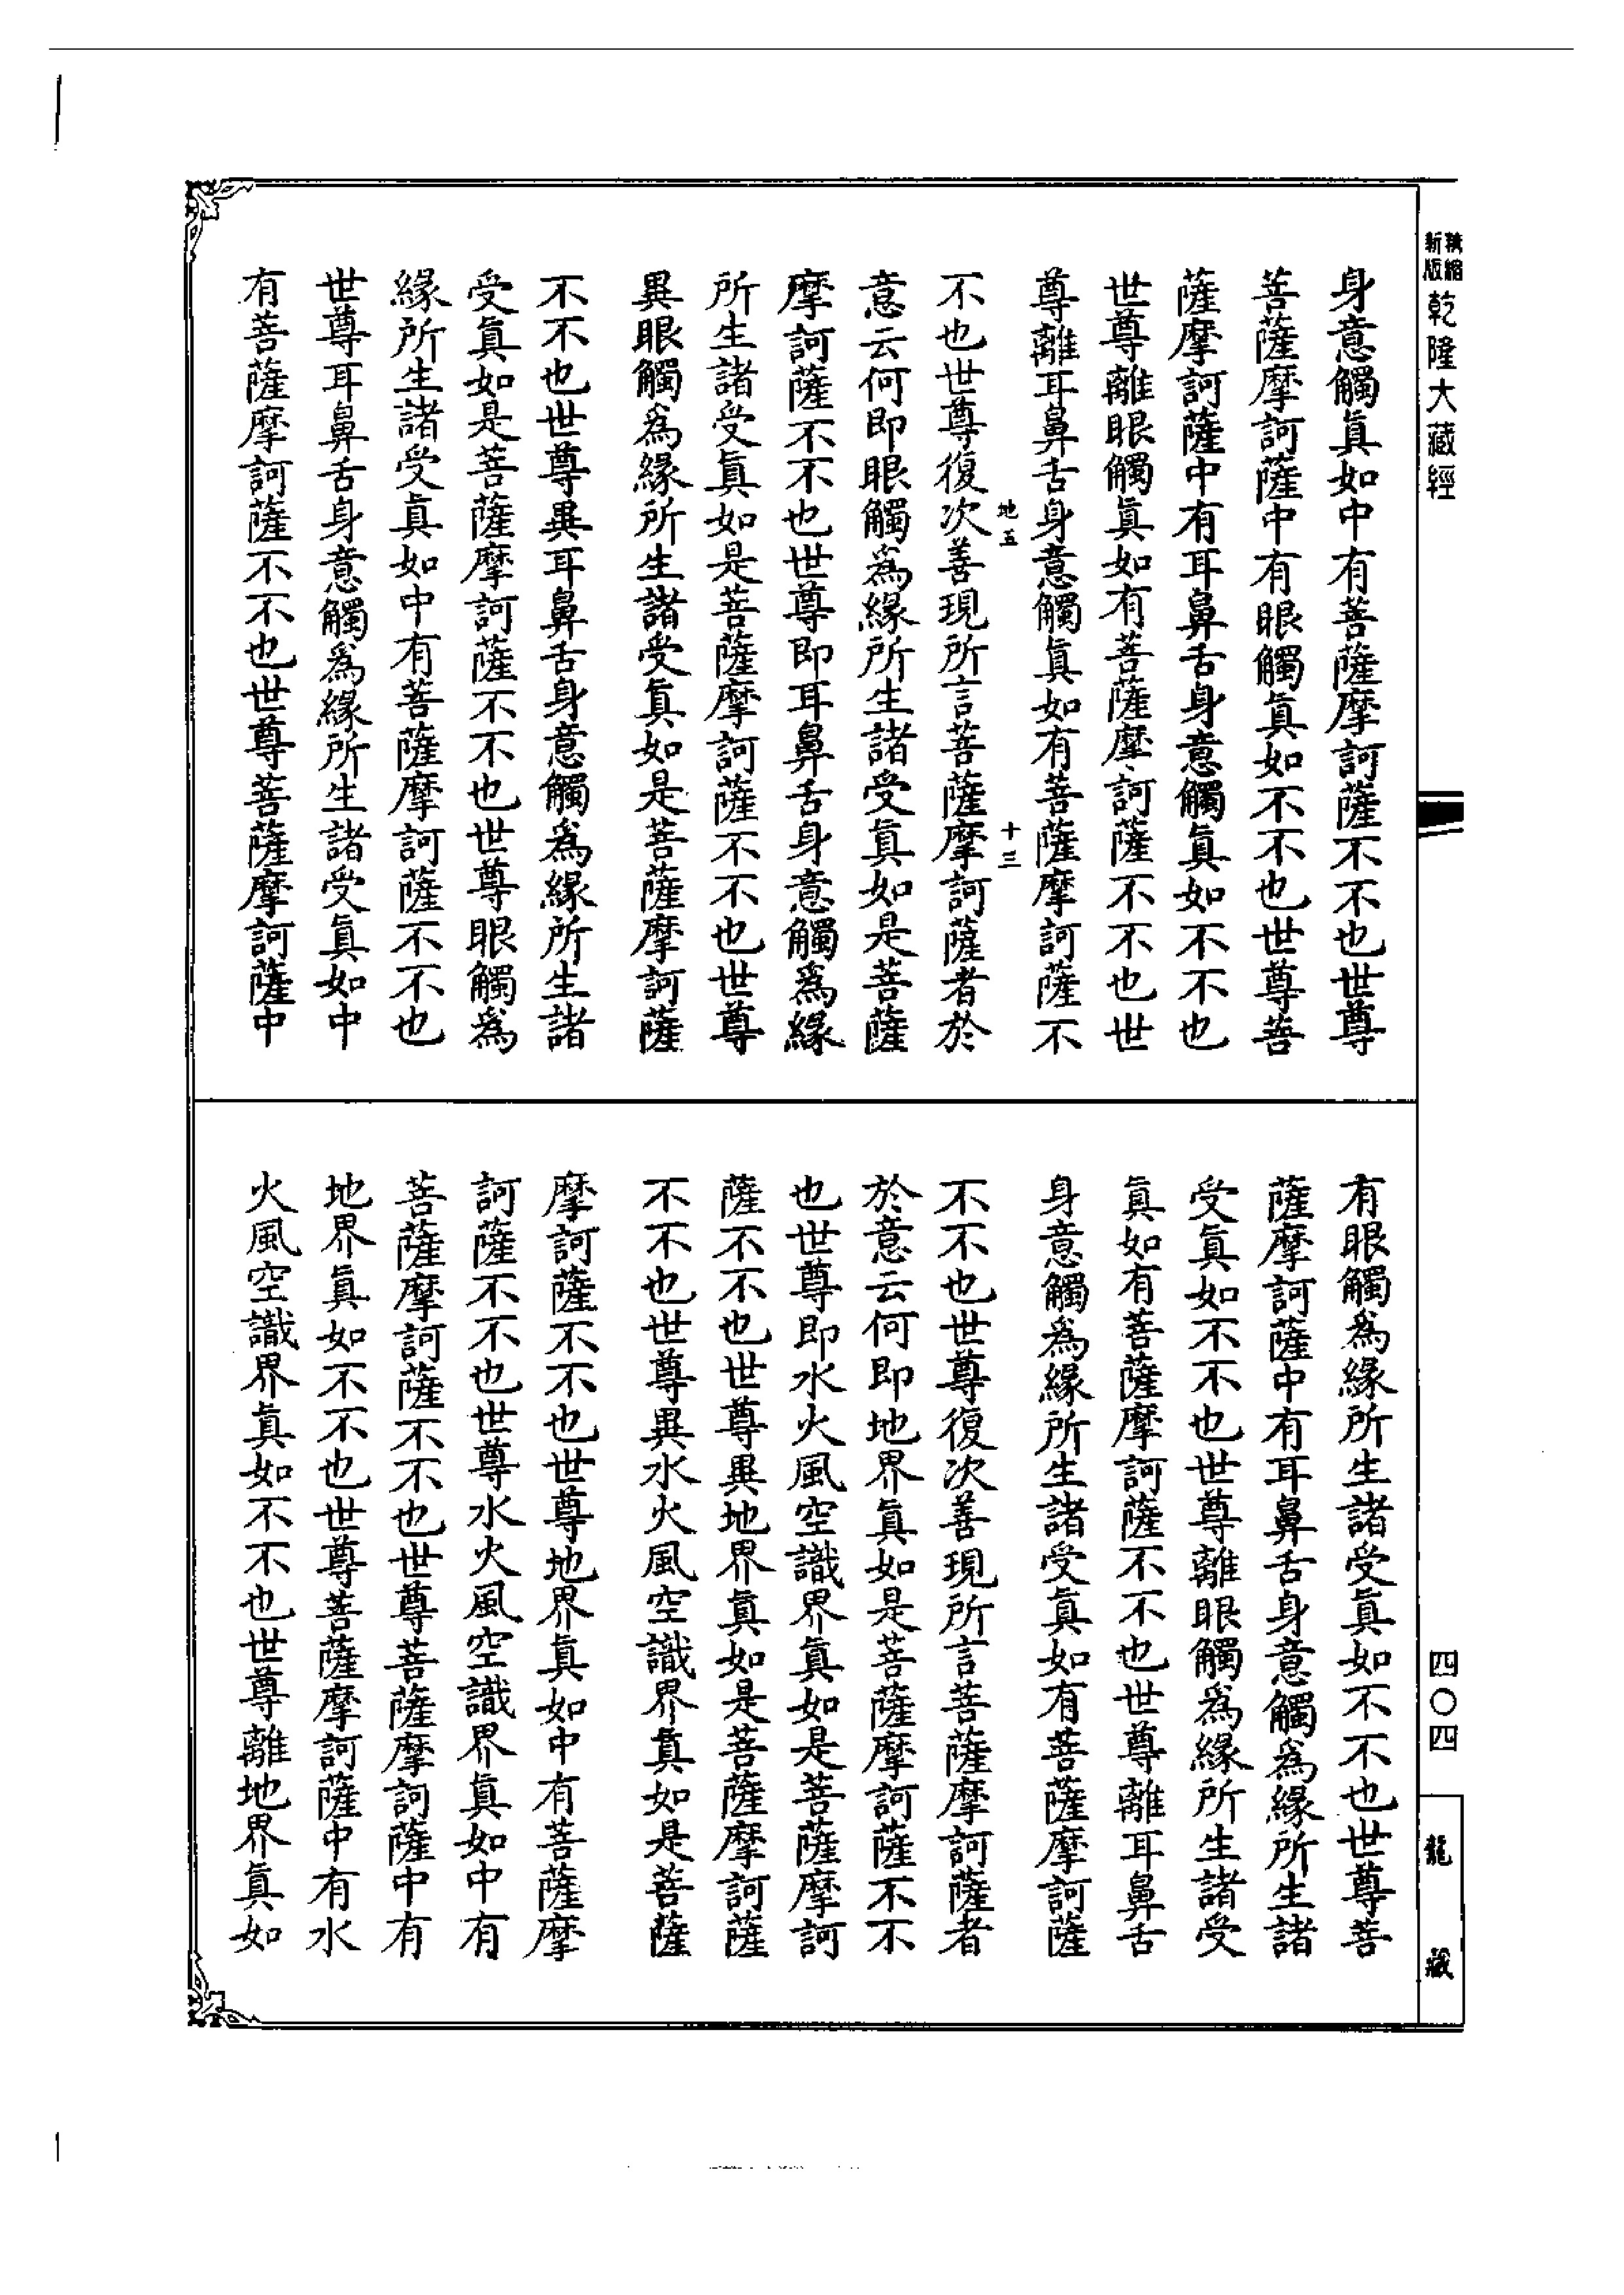 精縮新版乾隆大藏經
四〇四
龍藏
身意觸眞如中有菩薩摩訶薩不不也世尊
菩薩摩訶薩中有眼觸眞如不不也世尊菩
薩摩訶薩中有耳鼻舌身意觸眞如不不也
世尊離眼觸眞如有菩薩摩訶薩不不也世
尊離耳鼻舌身意觸眞如有菩薩摩訶薩不
地五 十三
不也世尊復次善現所言菩薩摩訶薩者於
意云何即眼觸爲緣所生諸受眞如是菩薩
摩訶薩不不也世尊即耳鼻舌身意觸爲緣
所生諸受眞如是菩薩摩訶薩不不也世尊
異眼觸爲緣所生諸受眞如是菩薩摩訶薩
不不也世尊異耳鼻舌身意觸爲緣所生諸
受眞如是菩薩摩訶薩不不也世尊眼觸爲
緣所生諸受眞如中有菩薩摩訶薩不不也
世尊耳鼻舌身意觸爲緣所生諸受眞如中
有菩薩摩訶薩不不也世尊菩薩摩訶薩中
有眼觸爲緣所生諸受眞如不不也世尊菩
薩摩訶薩中有耳鼻舌身意觸爲緣所生諸
受眞如不不也世尊離眼觸爲緣所生諸受
眞如有菩薩摩訶薩不不也世尊離耳鼻舌
身意觸爲緣所生諸受眞如有菩薩摩訶薩
不不也世尊復次善現所言菩薩摩訶薩者
於意云何即地界眞如是菩薩摩訶薩不不
也世尊即水火風空識界眞如是菩薩摩訶
薩不不也世尊異地界眞如是菩薩摩訶薩
不不也世尊異水火風空識界眞如是菩薩
摩訶薩不不也世尊地界眞如中有菩薩摩
訶薩不不也世尊水火風空識界眞如中有
菩薩摩訶薩不不也世尊菩薩摩訶薩中有
地界眞如不不也世尊菩薩摩訶薩中有水
火風空識界眞如不不也世尊離地界眞如